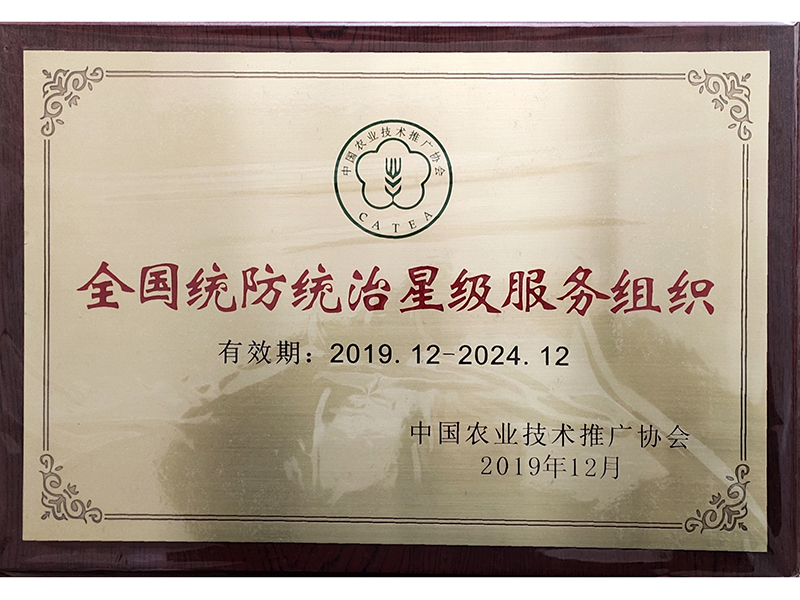 中国农业技术推广协会
CATEA
全国统防统治星级服务组织
有效期：2019.12-2024.12
中国农业技术推广协会
2019年12月